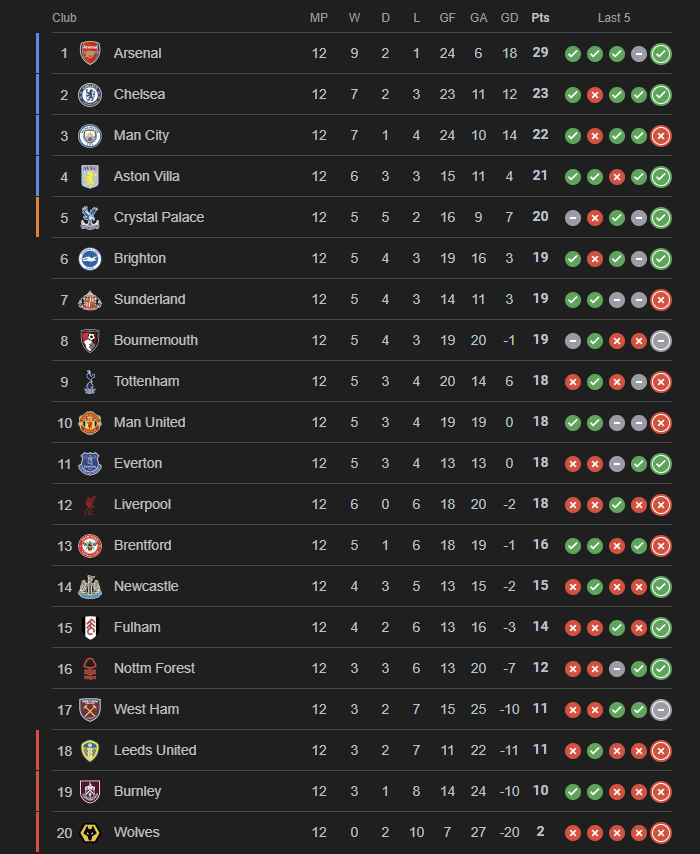 Club MP W D L GF GA GD Pts Last 5
1 Arsenal 12 9 2 1 24 6 18 29
2 Chelsea 12 7 2 3 23 11 12 23
3 Man City 12 7 1 4 24 10 14 22
4 Aston Villa 12 6 3 3 15 11 4 21
5 Crystal Palace 12 5 5 2 16 9 7 20
6 Brighton 12 5 4 3 19 16 3 19
7 Sunderland 12 5 4 3 14 11 3 19
8 Bournemouth 12 5 4 3 19 20 -1 19
9 Tottenham 12 5 3 4 20 14 6 18
10 Man United 12 5 3 4 19 19 0 18
11 Everton 12 5 3 4 13 13 0 18
12 Liverpool 12 6 0 6 18 20 -2 18
13 Brentford 12 5 1 6 18 19 -1 16
14 Newcastle 12 4 3 5 13 15 -2 15
15 Fulham 12 4 2 6 13 16 -3 14
16 Nottm Forest 12 3 3 6 13 20 -7 12
17 West Ham 12 3 2 7 15 25 -10 11
18 Leeds United 12 3 2 7 11 22 -11 11
19 Burnley 12 3 1 8 14 24 -10 10
20 Wolves 12 0 2 10 7 27 -20 2